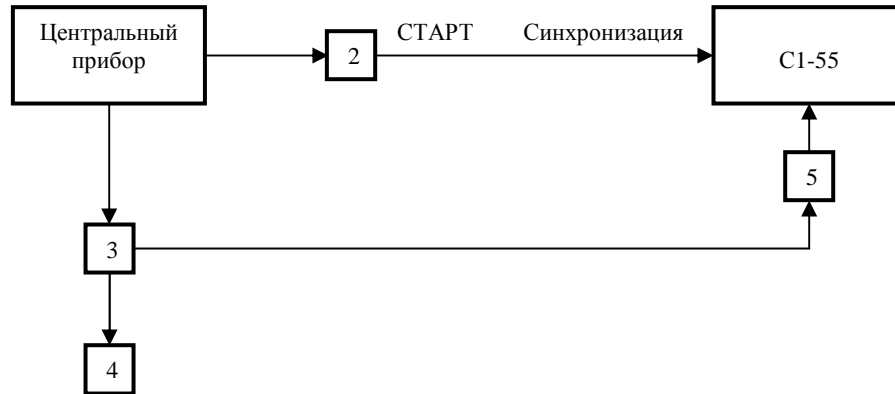 Центральный
прибор
2
СТАРТ
Синхронизация
С1-55
5
3
4